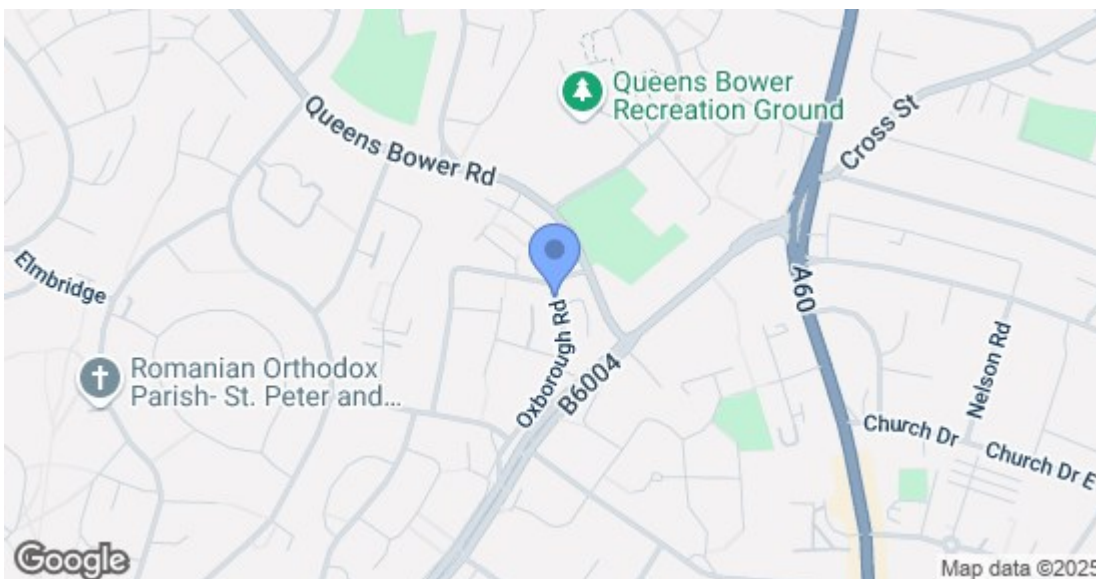 Queens Bower
Recreation Ground
Queens Bower Rd
Cross St
Elmbridge
A60
Oxborough Rd
B6004
Nelson Rd
Romanian Orthodox
Parish- St. Peter and...
Church Dr
Church Dr E
Google
Map data ©2025